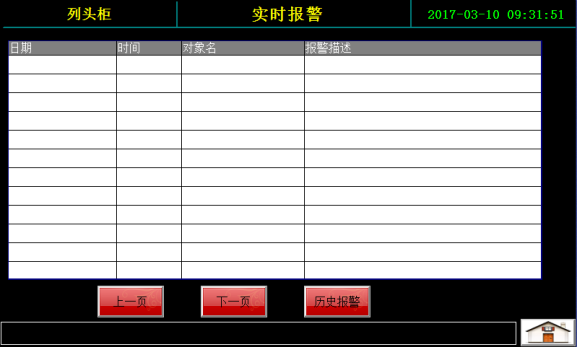 列头柜 实时报警 2017-03-10 09:31:51
日期 时间 对象名 报警描述
上一页 下一页 历史报警